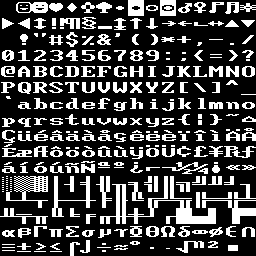 ☺☻♥♦♣♠•◘○◙♂♀♪♫☼
►◄↕‼¶§▬↨↑↓→←∟↔▲▼
!"#$%&'()*+,-./
0123456789:;<=>?
@ABCDEFGHIJKLMNO
PQRSTUVWXYZ[\]^_
`abcdefghijklmno
pqrstuvwxyz{|}~⌂
ÇüéâäàåçêëèïîìÄÅ
ÉæÆôöòûùÿÖÜ¢£¥₧ƒ
áíóúñÑªº¿⌐¬½¼¡«»
░▒▓│┤╡╢╖╕╣║╗╝╜╛┐
└┴┬├─┼╞╟╚╔╩╦╠═╬╧
╨╤╥╙╘╒╓╫╪┘┌█▄▌▐▀
αßΓπΣσµτΦΘΩδ∞φε∩
≡±≥≤⌠⌡÷≈°∙·√ⁿ²■